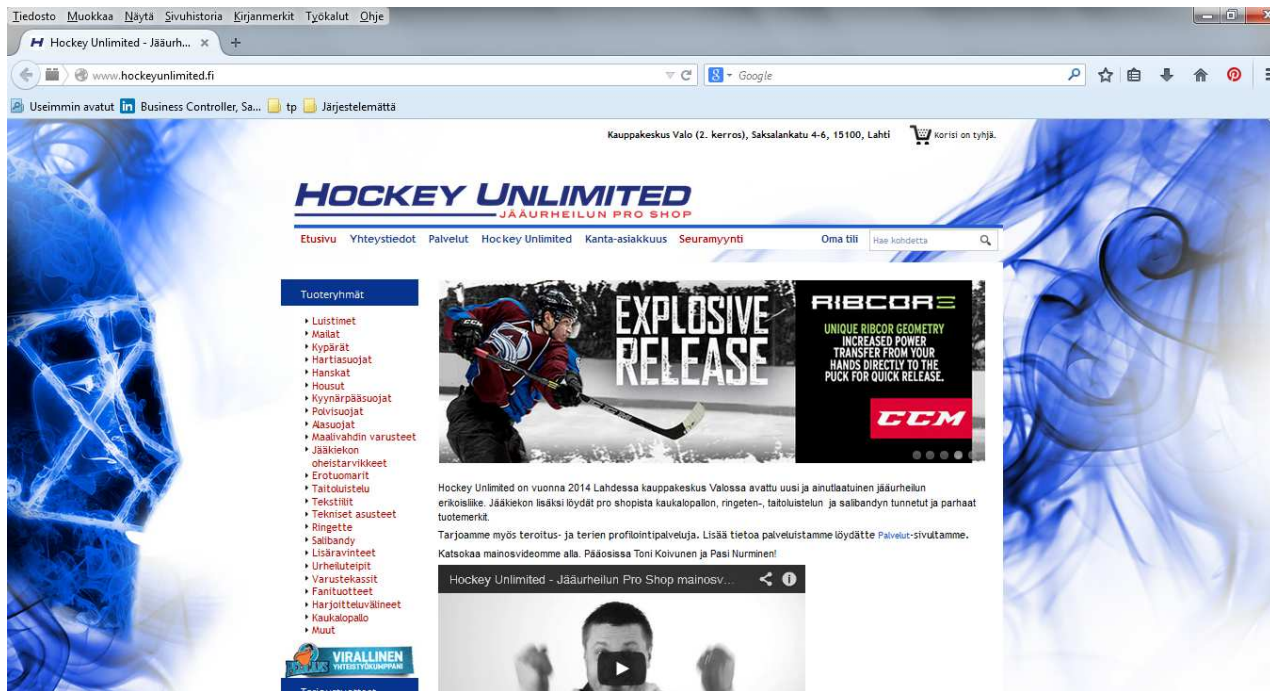 Tiedosto Muokkaa Näytä Sivuhistoria Kirjanmerkit Työkalut Ohje
H Hockey Unlimited - Jääurh... × +
www.hockeyunlimited.fi
8 Google
Useimmin avatut in Business Controller, Sa... tp Järjestelemättä
Kauppakeskus Valo (2. kerros), Saksalankatu 4-6, 15100, Lahti Korisi on tyhjä.
HOCKEY UNLIMITED
JÄÄURHEILUN PRO SHOP
Etusivu Yhteystiedot Palvelut Hockey Unlimited Kanta-asiakkuus Seuramyynti Oma tili Hae kohdetta
Tuoteryhmät
Luistimet
Mailat
Kypärät
Hartiasuojat
Hanskat
Housut
Kyynärpääsuojat
Polvisuojat
Alasuojat
Maalivahdin varusteet
Jääkiekon
oheistarvikkeet
Erotuomarit
Taitoluistelu
Tekstiilit
Tekniset asusteet
Ringette
Salibandy
Lisäravinteet
Urheiluteipit
Varustekassit
Fanituotteet
Harjoitteluvälineet
Kaukalopallo
Muut
VIRALLINEN
YHTEISTYÖKUMPPANI
CCM
EXPLOSIVE
RELEASE
RIBCOR
UNIQUE RIBCOR GEOMETRY
INCREASED POWER
TRANSFER FROM YOUR
HANDS DIRECTLY TO THE
PUCK FOR QUICK RELEASE.
CCM
Hockey Unlimited on vuonna 2014 Lahdessa kauppakeskus Valossa avattu uusi ja ainutlaatuinen jääurheilun
erikoisliike. Jääkiekon lisäksi löydät pro shopista kaukalopallon, ringeten-, taitoluistelun ja salibandyn tunnetut ja parhaat
tuotemerkit.
Tarjoamme myös teroitus- ja terien profilointipalveluja. Lisää tietoa palveluistamme löydätte Palvelut-sivultamme.
Katsokaa mainosvideomme alla. Pääosissa Toni Koivunen ja Pasi Nurminen!
Hockey Unlimited - Jääurheilun Pro Shop mainosv...